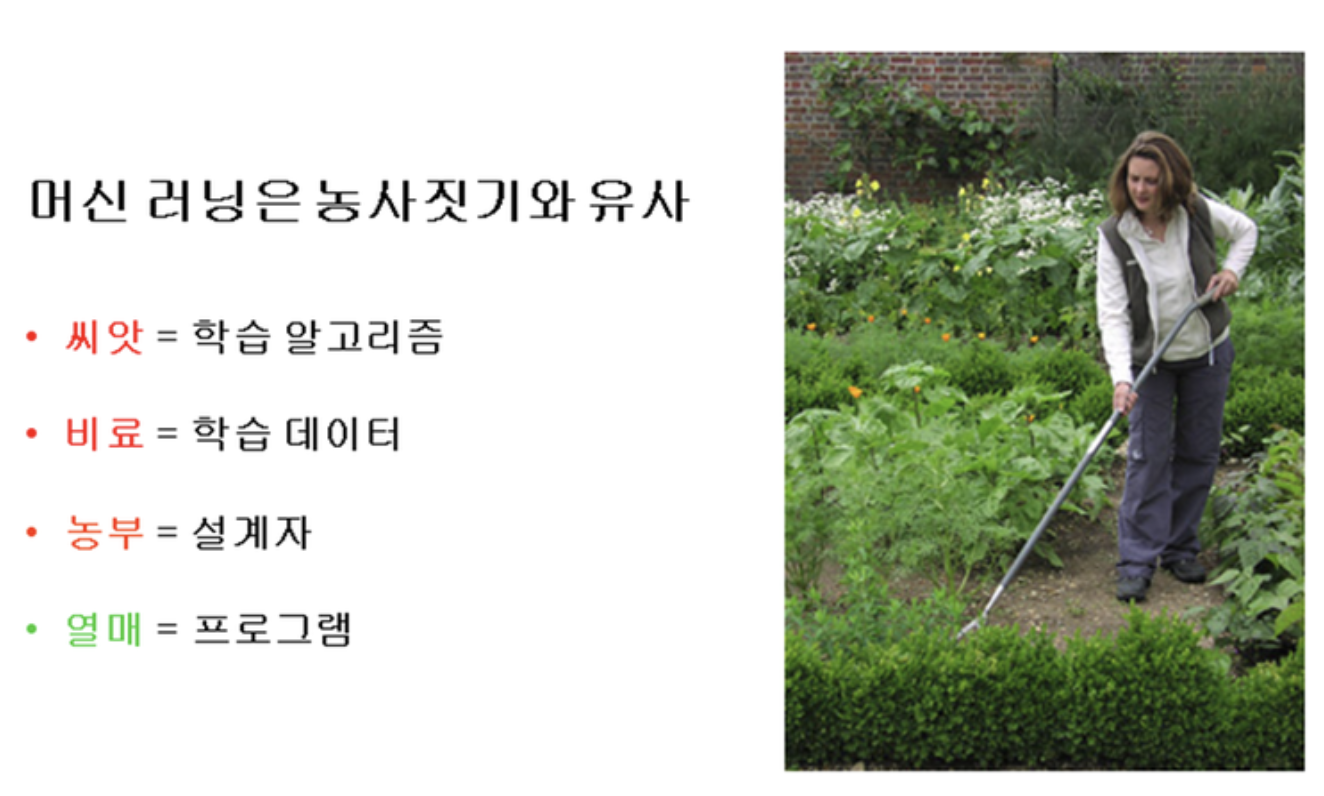 머신 러닝은 농사짓기와 유사
• 씨앗 = 학습 알고리즘
• 비료 = 학습 데이터
• 농부 = 설계자
• 열매 = 프로그램